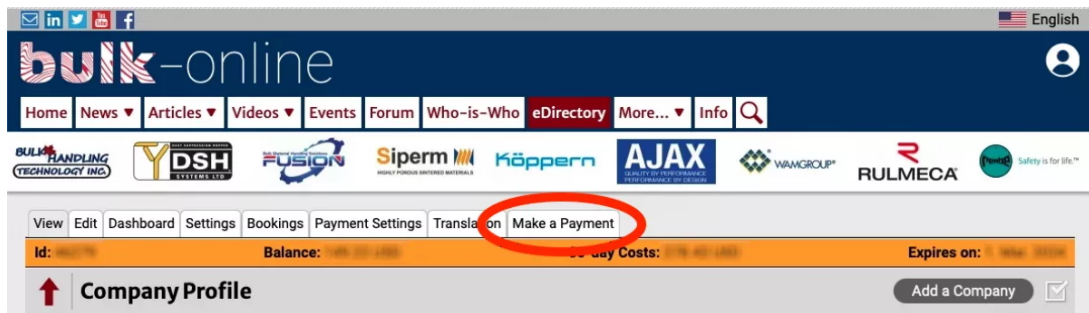 English
bulk-online
Home News ▼ Articles ▼ Videos ▼ Events Forum Who-is-Who eDirectory More... ▼ Info
BULK HANDLING TECHNOLOGY INC. DSH SYSTEMS LTD FUSION Siperm HIGHLY POROUS SINTERED MATERIALS Köppern AJAX QUALITY BY PERFORMANCE PERFORMANCE BY DESIGN WAMGROUP® RULMECA Safety is for life.™
View Edit Dashboard Settings Bookings Payment Settings Translation Make a Payment
Id: Balance: Costs: Expires on:
Company Profile Add a Company